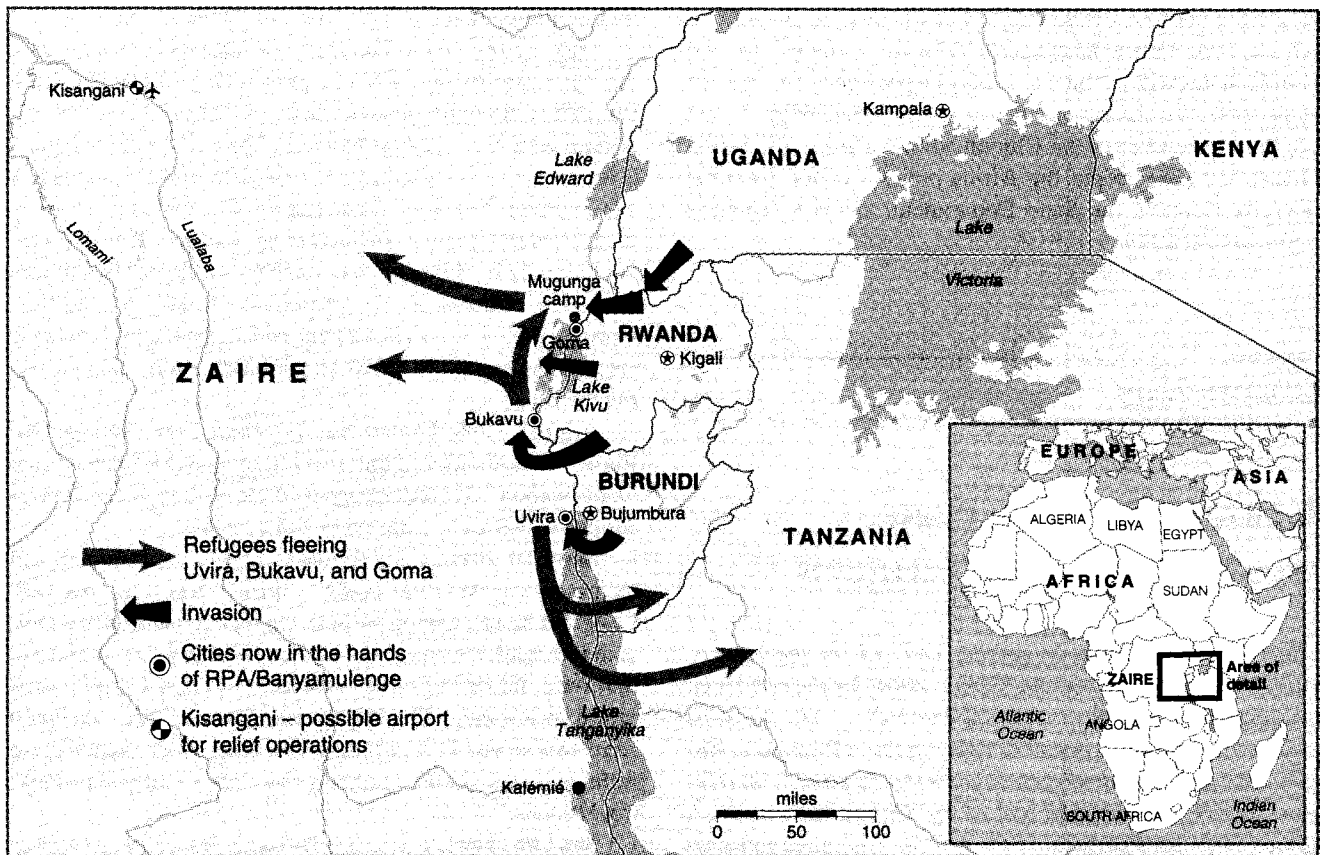 Kisangani
Kampala
UGANDA
KENYA
Lake
Edward
Lomami
Lualaba
Lake
Victoria
Mugunga
camp
Goma
RWANDA
Kigali
ZAIRE
Lake
Kivu
Bukavu
BURUNDI
Uvira
Bujumbura
TANZANIA
Refugees fleeing
Uvira, Bukavu, and Goma
Invasion
Cities now in the hands
of RPA/Banyamulenge
Kisangani – possible airport
for relief operations
Lake
Tanganyika
Kalémié
miles
0 50 100
EUROPE
ASIA
ALGERIA
LIBYA
EGYPT
AFRICA
SUDAN
ZAIRE
Area of
detail
Atlantic
Ocean
ANGOLA
SOUTH AFRICA
Indian
Ocean